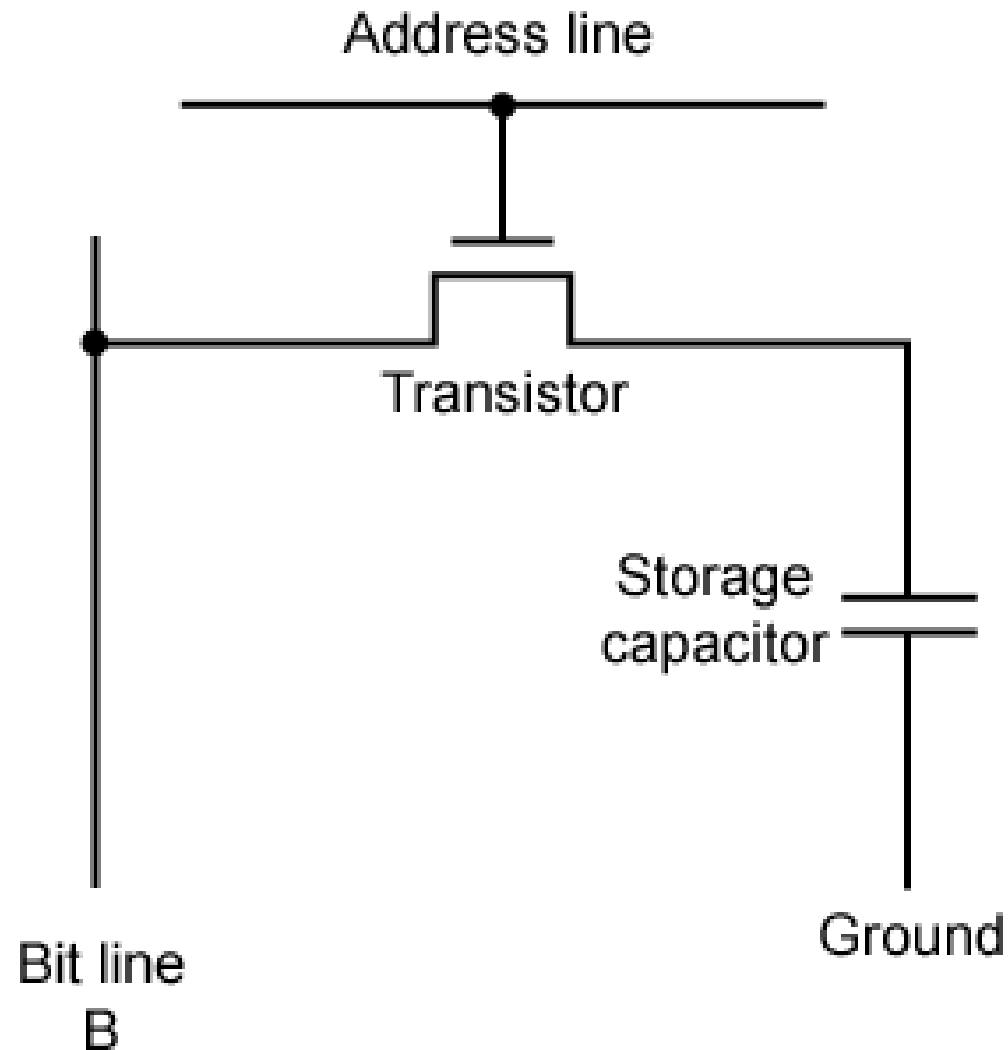 Address line
Transistor
Storage
capacitor
Ground
Bit line
B